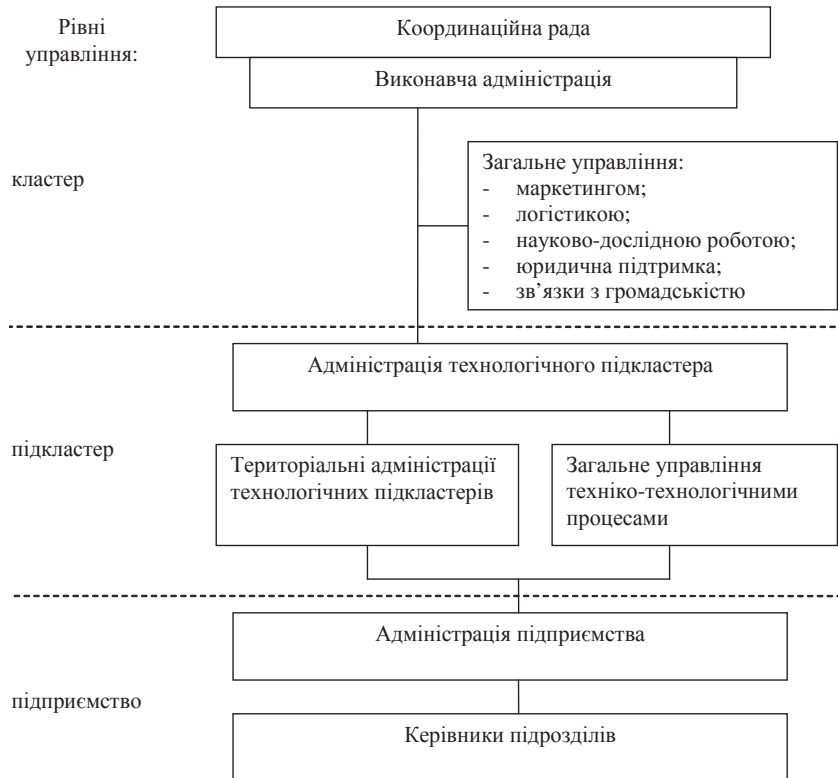 Рівні
управління:
Координаційна рада
Виконавча адміністрація
кластер
Загальне управління:
- маркетингом;
- логістикою;
- науково-дослідною роботою;
- юридична підтримка;
- зв’язки з громадськістю
Адміністрація технологічного підкластера
підкластер
Територіальні адміністрації
технологічних підкластерів
Загальне управління
техніко-технологічними
процесами
Адміністрація підприємства
підприємство
Керівники підрозділів